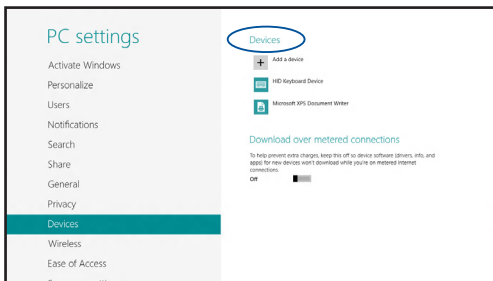 PC settings
Activate Windows
Personalize
Users
Notifications
Search
Share
General
Privacy
Devices
Wireless
Ease of Access
Devices
Add a device
HID Keyboard Device
Microsoft XPS Document Writer
Download over metered connections
To help prevent extra charges, keep this off so device software (drivers, info, and
apps) for new devices won't download while you're on metered Internet
connections.
Off